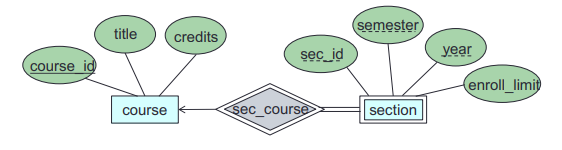 semester
title
credits
year
sec_id
course_id
enroll_limit
course
sec_course
section